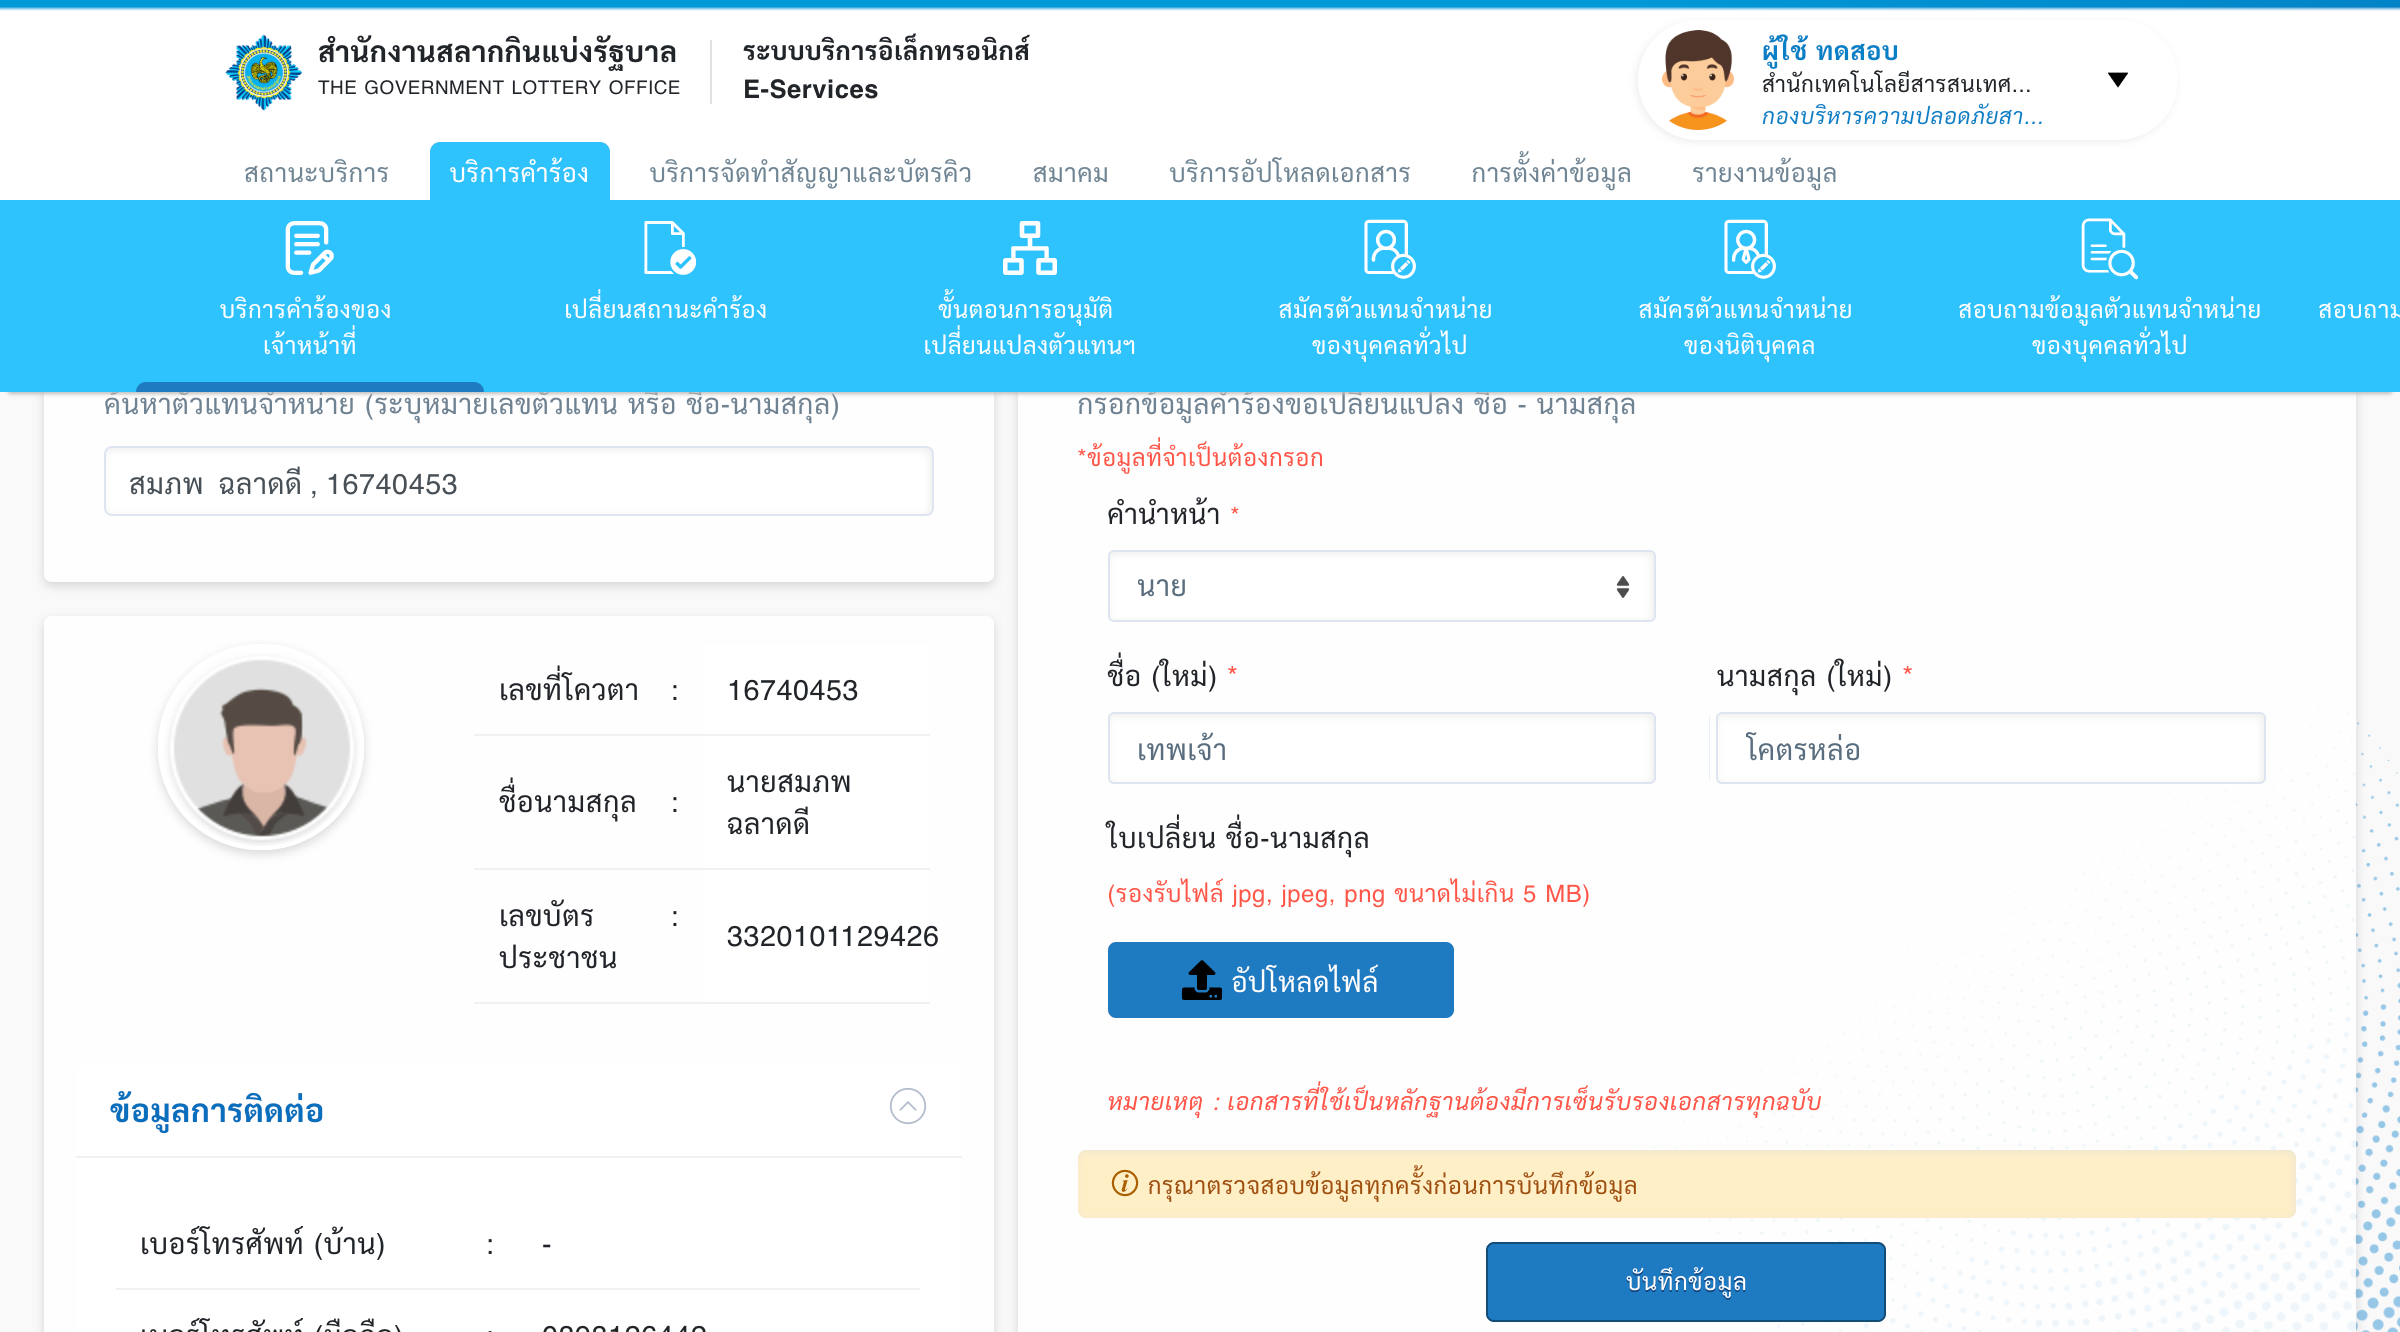 สำนักงานสลากกินแบ่งรัฐบาล
THE GOVERNMENT LOTTERY OFFICE
ระบบบริการอิเล็กทรอนิกส์
E-Services
ผู้ใช้ ทดสอบ
สำนักเทคโนโลยีสารสนเทศ...
กองบริหารความปลอดภัยสา...
สถานะบริการ
บริการคำร้อง
บริการจัดทำสัญญาและบัตรคิว
สมาคม
บริการอัปโหลดเอกสาร
การตั้งค่าข้อมูล
รายงานข้อมูล
บริการคำร้องของ
เจ้าหน้าที่
เปลี่ยนสถานะคำร้อง
ขั้นตอนการอนุมัติ
เปลี่ยนแปลงตัวแทนฯ
สมัครตัวแทนจำหน่าย
ของบุคคลทั่วไป
สมัครตัวแทนจำหน่าย
ของนิติบุคคล
สอบถามข้อมูลตัวแทนจำหน่าย
ของบุคคลทั่วไป
สอบถาม
ค้นหาตัวแทนจำหน่าย (ระบุหมายเลขตัวแทน หรือ ชื่อ-นามสกุล)
สมภพ ฉลาดดี , 16740453
เลขที่โควตา : 16740453
ชื่อนามสกุล : นายสมภพ
ฉลาดดี
เลขบัตร
ประชาชน : 3320101129426
ข้อมูลการติดต่อ
เบอร์โทรศัพท์ (บ้าน) : -
เบอร์โทรศัพท์ (มือถือ) :
กรอกข้อมูลคำร้องขอเปลี่ยนแปลง ชื่อ - นามสกุล
*ข้อมูลที่จำเป็นต้องกรอก
คำนำหน้า *
นาย
ชื่อ (ใหม่) *
นามสกุล (ใหม่) *
เทพเจ้า
โคตรหล่อ
ใบเปลี่ยน ชื่อ-นามสกุล
(รองรับไฟล์ jpg, jpeg, png ขนาดไม่เกิน 5 MB)
อัปโหลดไฟล์
หมายเหตุ : เอกสารที่ใช้เป็นหลักฐานต้องมีการเซ็นรับรองเอกสารทุกฉบับ
กรุณาตรวจสอบข้อมูลทุกครั้งก่อนการบันทึกข้อมูล
บันทึกข้อมูล